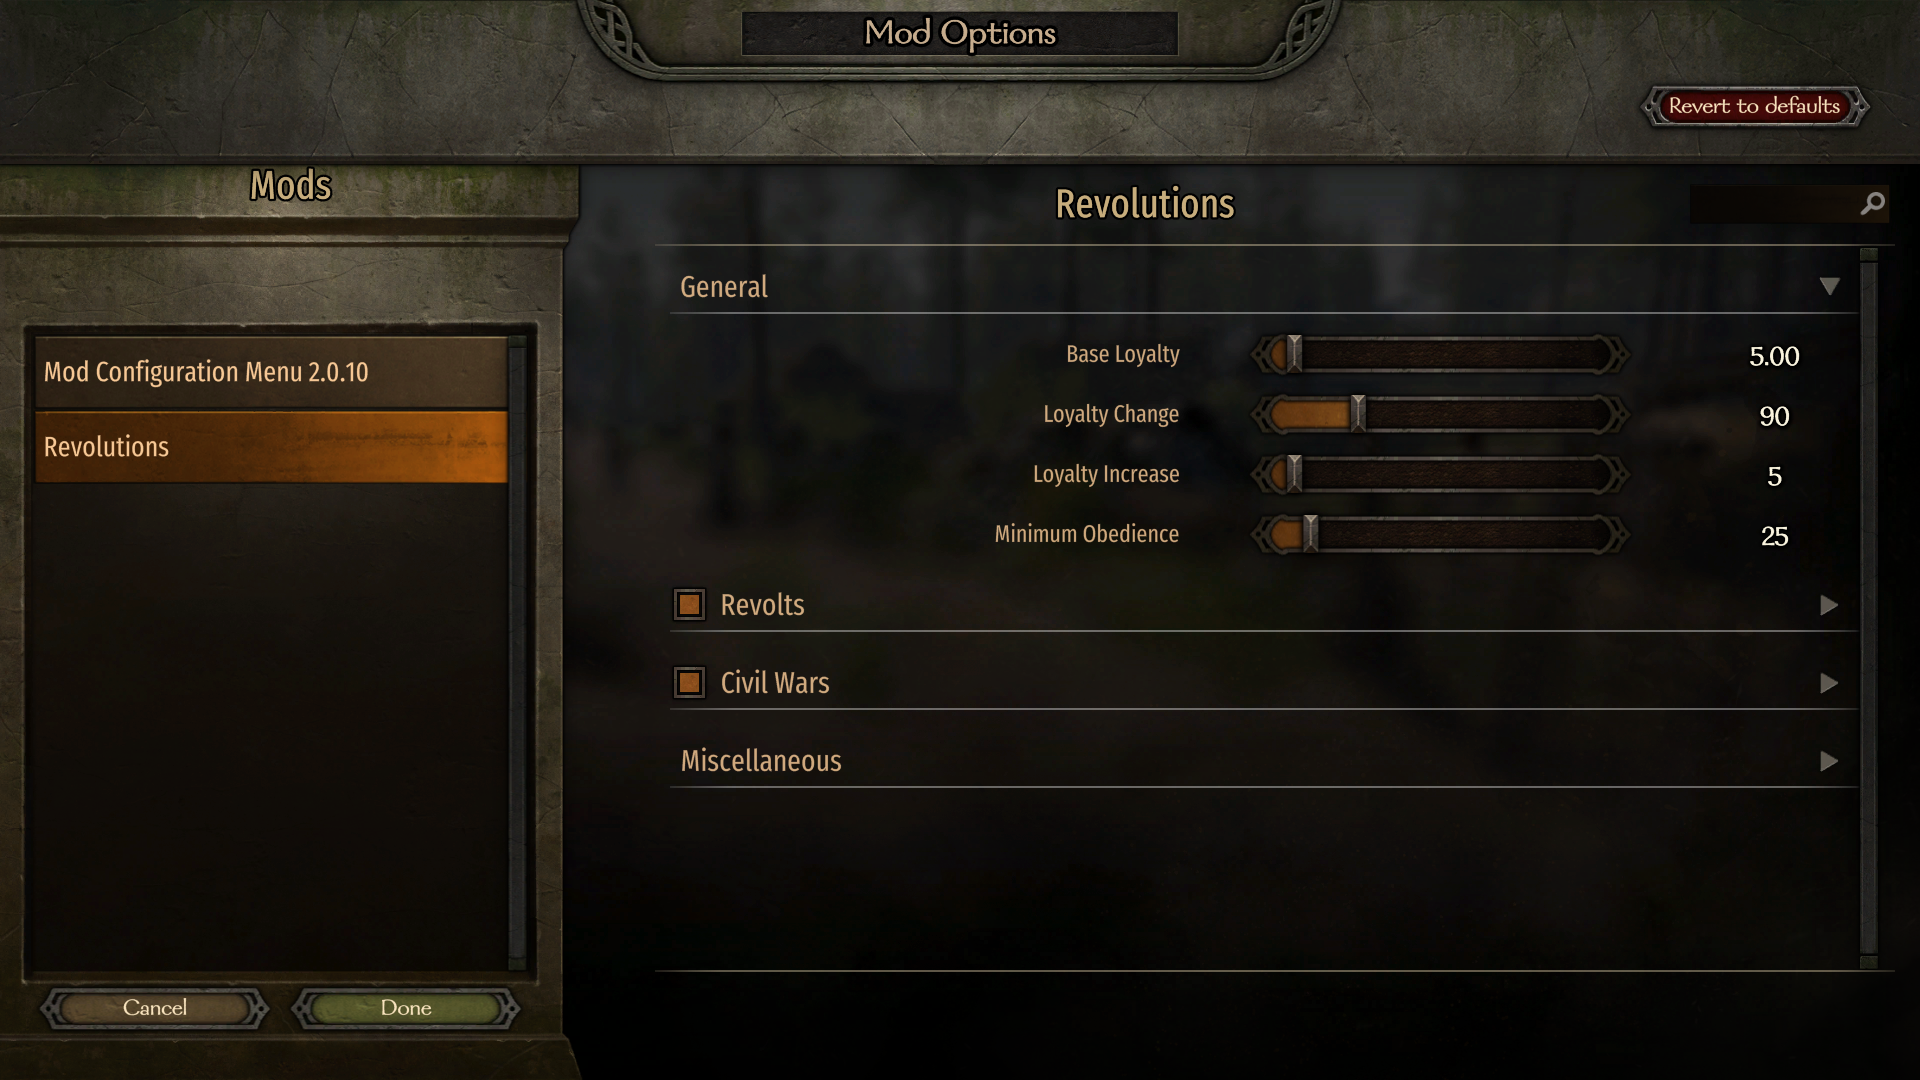 Mod Options
Revert to defaults
Mods
Mod Configuration Menu 2.0.10
Revolutions
Cancel
Done
Revolutions
General
Base Loyalty 5.00
Loyalty Change 90
Loyalty Increase 5
Minimum Obedience 25
Revolts
Civil Wars
Miscellaneous